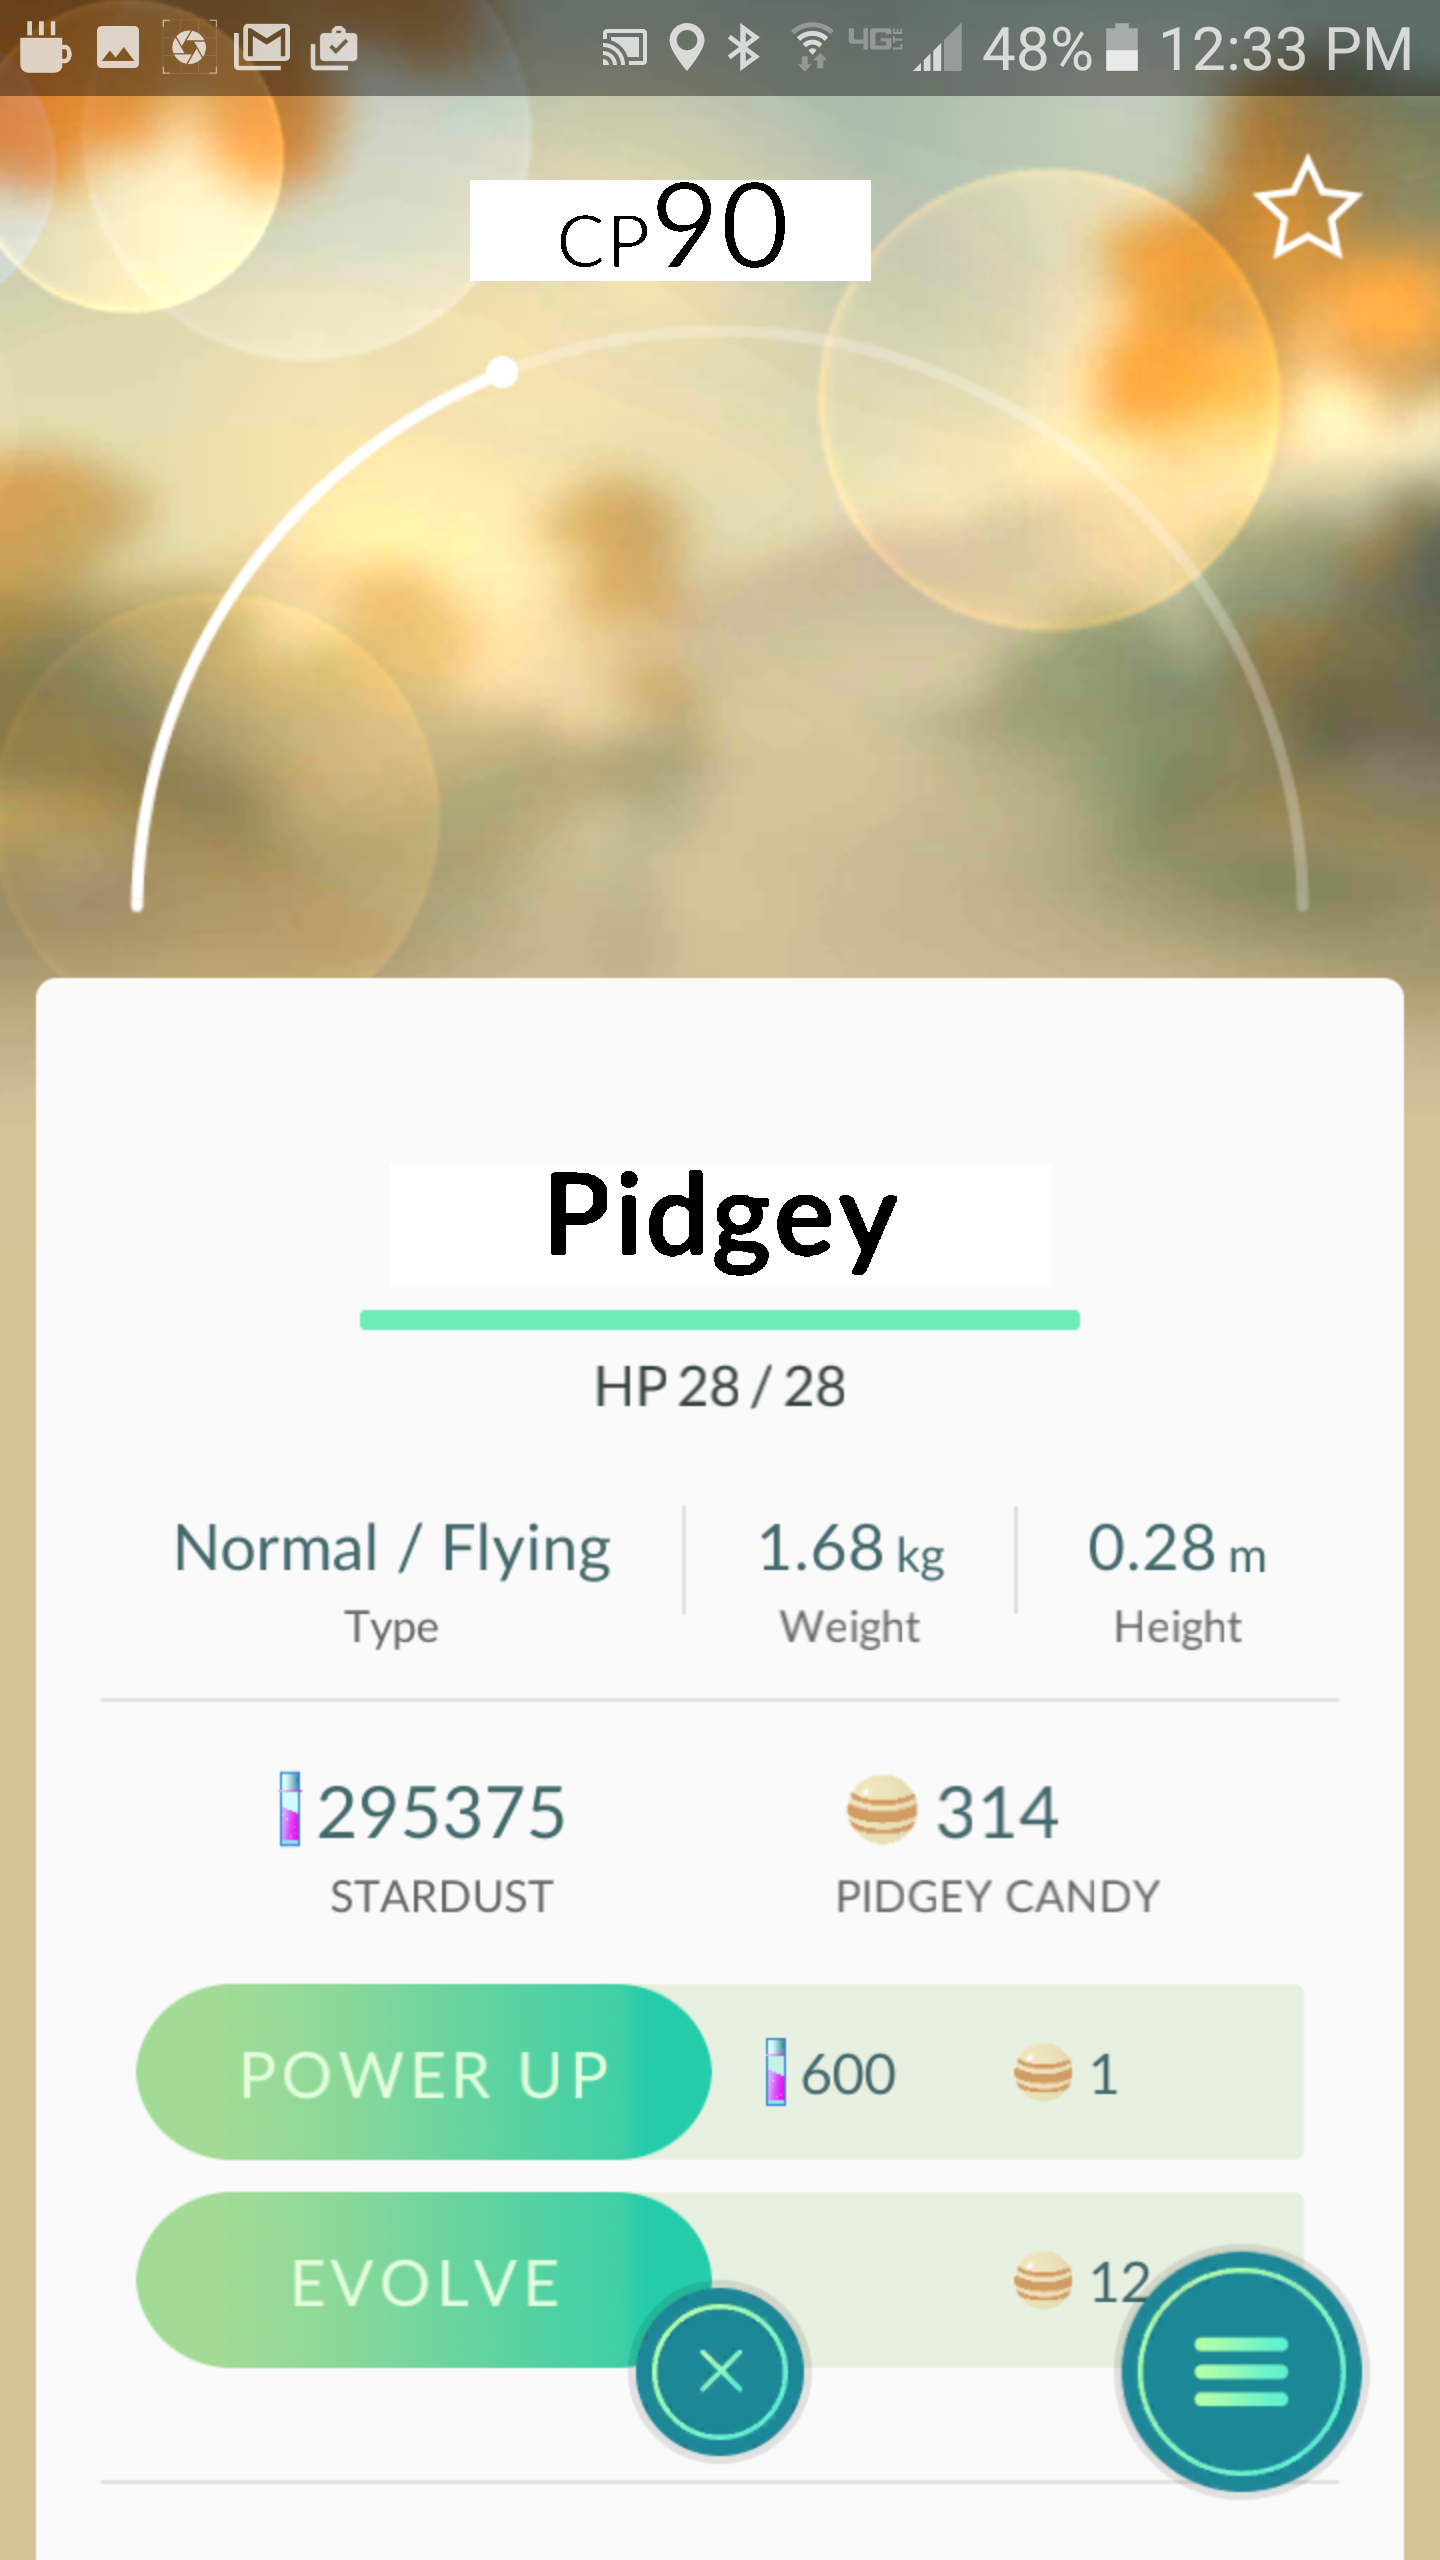 4G LTE 48% 12:33 PM
CP90
Pidgey
HP 28 / 28
Normal / Flying 1.68 kg 0.28 m
Type Weight Height
295375 314
STARDUST PIDGEY CANDY
POWER UP 600 1
EVOLVE 12